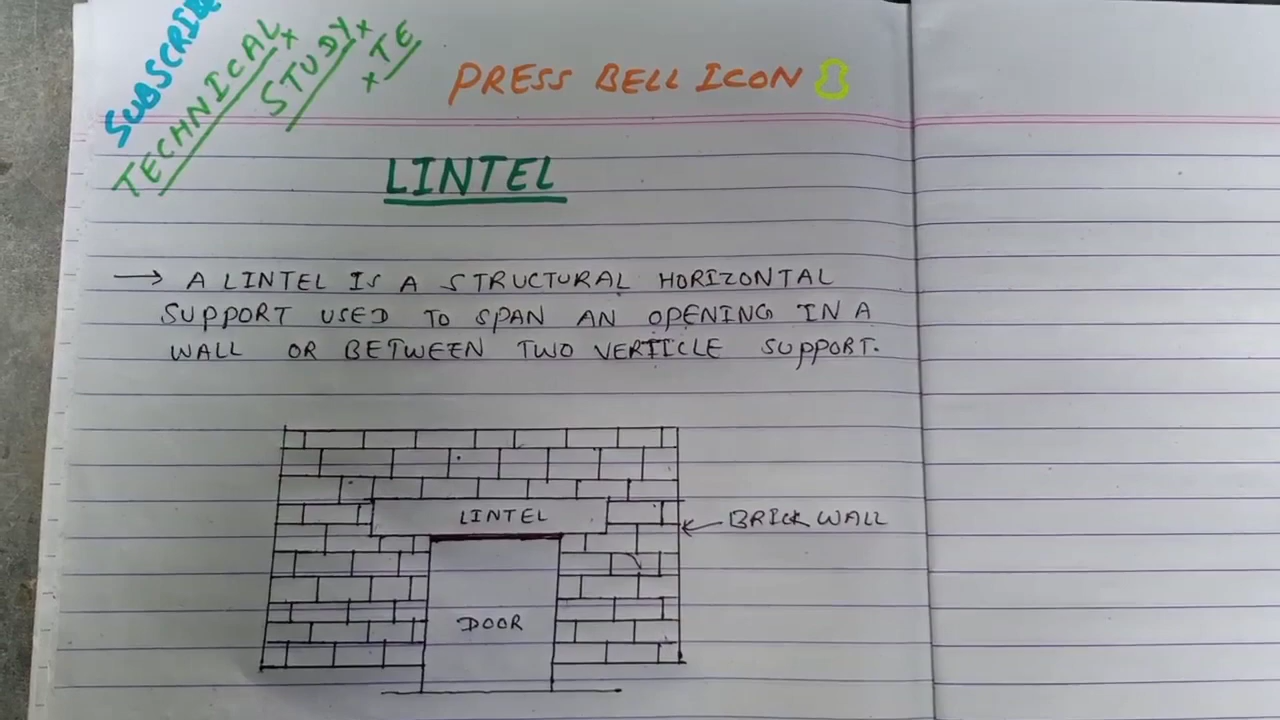 SUBSCRIB
TECHNICAL
STUDY
TE
PRESS BELL ICON
LINTEL
→ A LINTEL IS A STRUCTURAL HORIZONTAL
SUPPORT USED TO SPAN AN OPENING IN A
WALL OR BETWEEN TWO VERTICLE SUPPORT.
LINTEL
BRICK WALL
DOOR